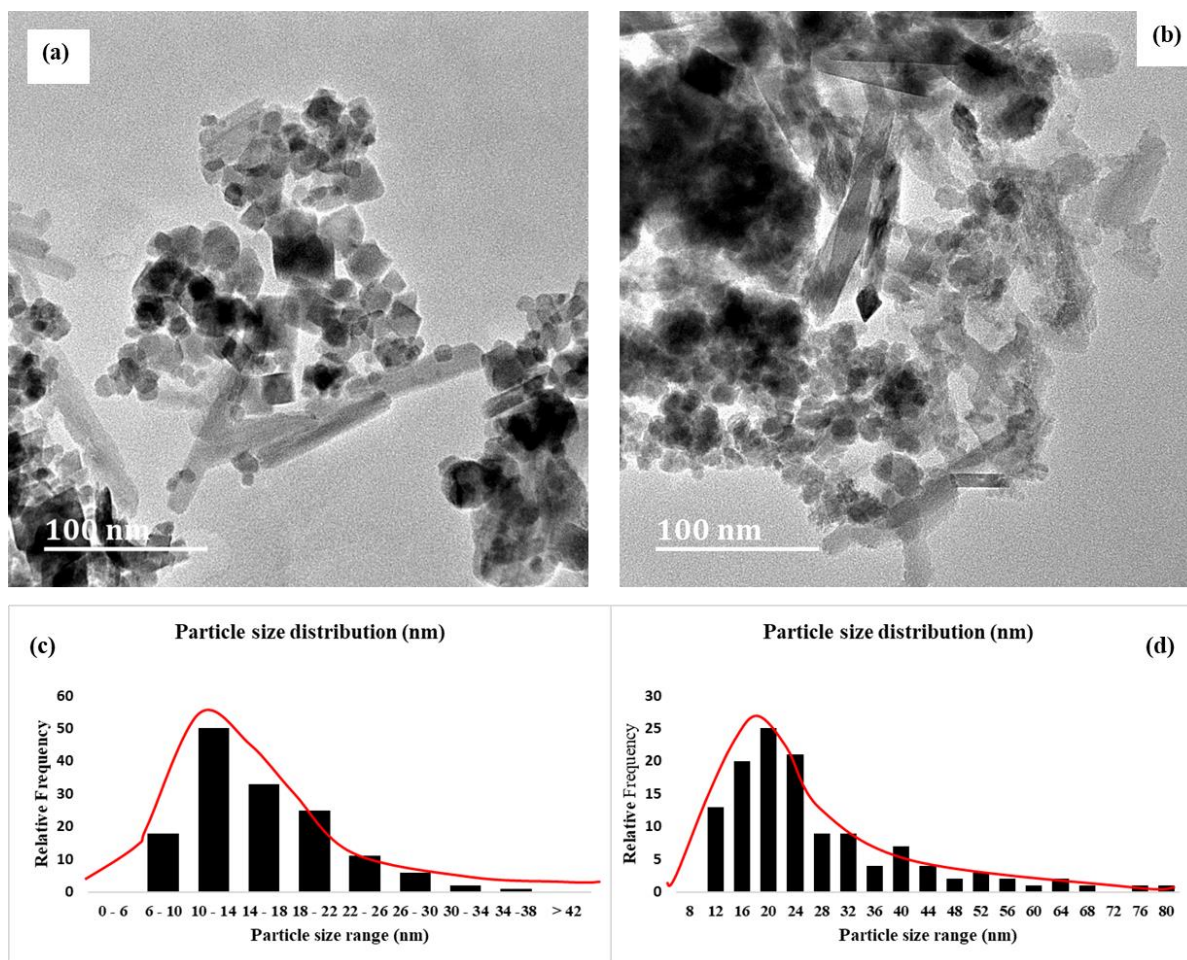 (a)
(b)
100 nm
100 nm
Particle size distribution (nm)
(c)
Relative Frequency
60
50
40
30
20
10
0
0 - 6 6 - 10 10 - 14 14 - 18 18 - 22 22 - 26 26 - 30 30 - 34 34 -38 > 42
Particle size range (nm)
Particle size distribution (nm)
(d)
Relative Frequency
30
25
20
15
10
5
0
8 12 16 20 24 28 32 36 40 44 48 52 56 60 64 68 72 76 80
Particle size range (nm)